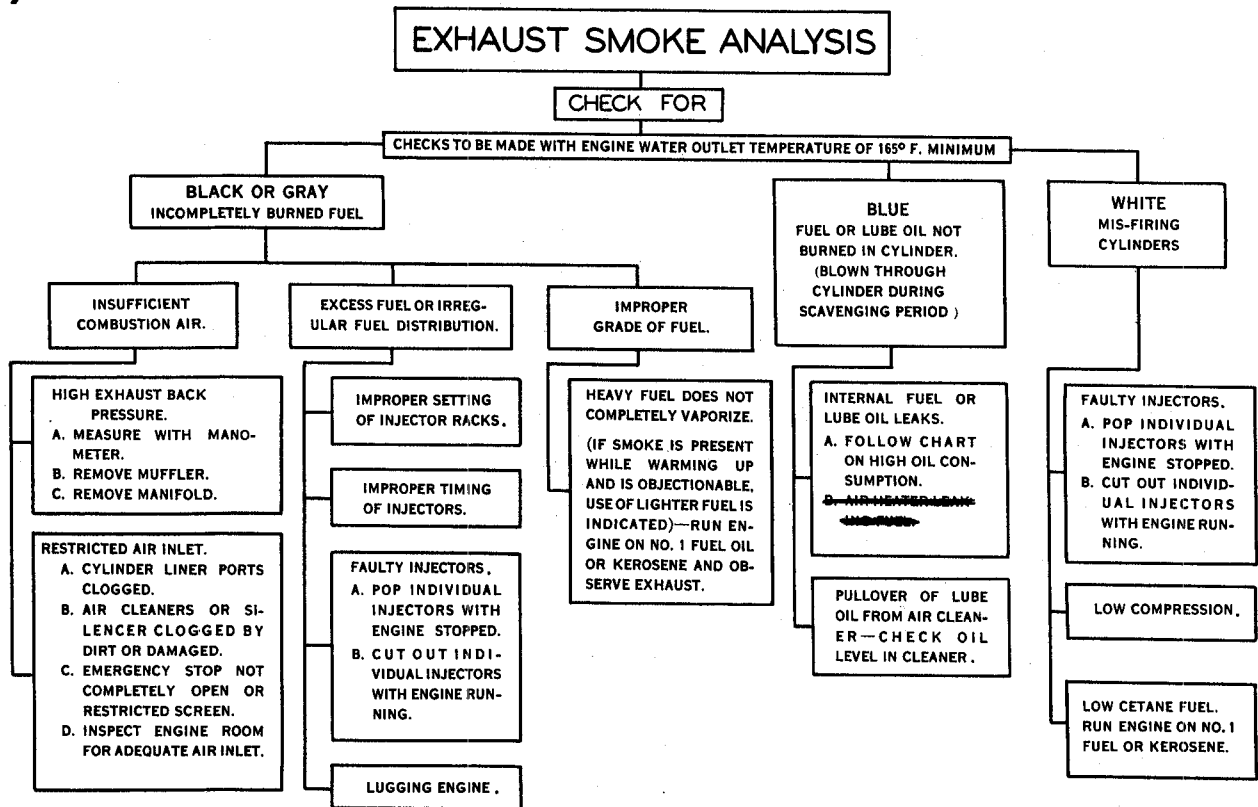 EXHAUST SMOKE ANALYSIS
CHECK FOR
CHECKS TO BE MADE WITH ENGINE WATER OUTLET TEMPERATURE OF 165° F. MINIMUM
BLACK OR GRAY
INCOMPLETELY BURNED FUEL
INSUFFICIENT
COMBUSTION AIR.
HIGH EXHAUST BACK
PRESSURE.
A. MEASURE WITH MANO-
METER.
B. REMOVE MUFFLER.
C. REMOVE MANIFOLD.
RESTRICTED AIR INLET.
A. CYLINDER LINER PORTS
CLOGGED.
B. AIR CLEANERS OR SI-
LENCER CLOGGED BY
DIRT OR DAMAGED.
C. EMERGENCY STOP NOT
COMPLETELY OPEN OR
RESTRICTED SCREEN.
D. INSPECT ENGINE ROOM
FOR ADEQUATE AIR INLET.
EXCESS FUEL OR IRREG-
ULAR FUEL DISTRIBUTION.
IMPROPER SETTING
OF INJECTOR RACKS.
IMPROPER TIMING
OF INJECTORS.
FAULTY INJECTORS.
A. POP INDIVIDUAL
INJECTORS WITH
ENGINE STOPPED.
B. CUT OUT INDI-
VIDUAL INJECTORS
WITH ENGINE RUN-
NING.
LUGGING ENGINE.
IMPROPER
GRADE OF FUEL.
HEAVY FUEL DOES NOT
COMPLETELY VAPORIZE.
(IF SMOKE IS PRESENT
WHILE WARMING UP
AND IS OBJECTIONABLE,
USE OF LIGHTER FUEL IS
INDICATED)—RUN EN-
GINE ON NO. 1 FUEL OIL
OR KEROSENE AND OB-
SERVE EXHAUST.
BLUE
FUEL OR LUBE OIL NOT
BURNED IN CYLINDER.
(BLOWN THROUGH
CYLINDER DURING
SCAVENGING PERIOD )
INTERNAL FUEL OR
LUBE OIL LEAKS.
A. FOLLOW CHART
ON HIGH OIL CON-
SUMPTION.
B. AIR HEATER LEAK-
ING FUEL.
PULLOVER OF LUBE
OIL FROM AIR CLEAN-
ER—CHECK OIL
LEVEL IN CLEANER.
WHITE
MIS-FIRING
CYLINDERS
FAULTY INJECTORS.
A. POP INDIVIDUAL
INJECTORS WITH
ENGINE STOPPED.
B. CUT OUT INDIVID-
UAL INJECTORS
WITH ENGINE RUN-
NING.
LOW COMPRESSION.
LOW CETANE FUEL.
RUN ENGINE ON NO. 1
FUEL OR KEROSENE.